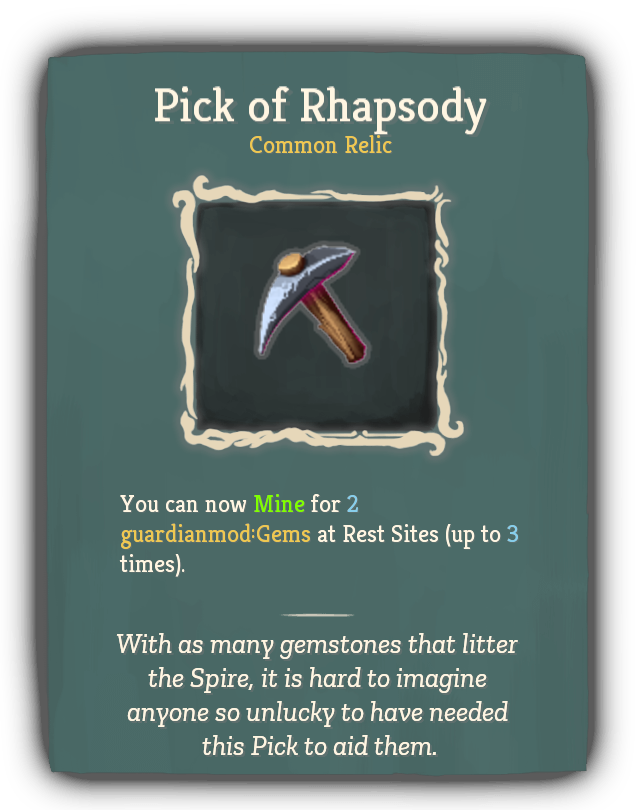 Pick of Rhapsody
Common Relic
You can now Mine for 2
guardianmod:Gems at Rest Sites (up to 3
times).
With as many gemstones that litter
the Spire, it is hard to imagine
anyone so unlucky to have needed
this Pick to aid them.